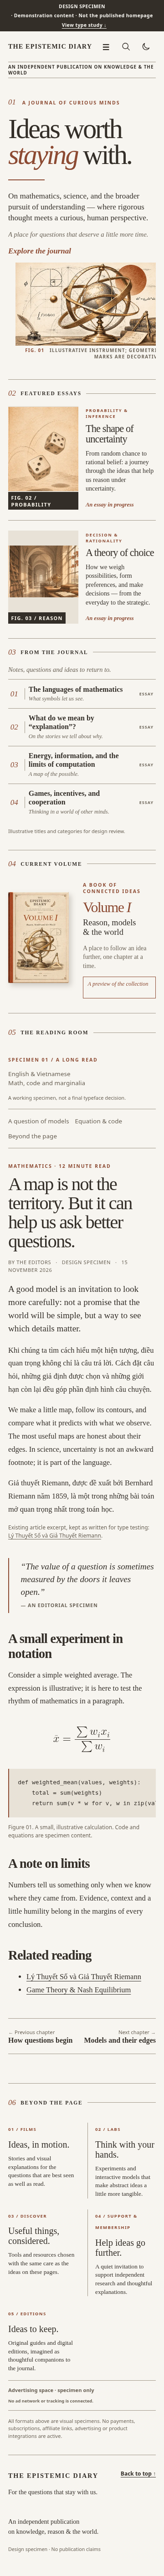 DESIGN SPECIMEN
· Demonstration content · Not the published homepage
View type study ↓
THE EPISTEMIC DIARY
AN INDEPENDENT PUBLICATION ON KNOWLEDGE & THE
WORLD
01 A JOURNAL OF CURIOUS MINDS
Ideas worth
staying with.
On mathematics, science, and the broader
pursuit of understanding — where rigorous
thought meets a curious, human perspective.
A place for questions that deserve a little more time.
Explore the journal
FIG. 01 ILLUSTRATIVE INSTRUMENT; GEOMETRI
MARKS ARE DECORATIV
02 FEATURED ESSAYS
FIG. 02 /
PROBABILITY
PROBABILITY &
INFERENCE
The shape of
uncertainty
From random chance to
rational belief: a journey
through the ideas that help
us reason under
uncertainty.
An essay in progress
FIG. 03 / REASON
DECISION &
RATIONALITY
A theory of choice
How we weigh
possibilities, form
preferences, and make
decisions — from the
everyday to the strategic.
An essay in progress
03 FROM THE JOURNAL
Notes, questions and ideas to return to.
01 The languages of mathematics ESSAY
What symbols let us see.
02 What do we mean by
“explanation”? ESSAY
On the stories we tell about why.
03 Energy, information, and the
limits of computation ESSAY
A map of the possible.
04 Games, incentives, and
cooperation ESSAY
Thinking in a world of other minds.
Illustrative titles and categories for design review.
04 CURRENT VOLUME
EPISTEMIC
DIARY
VOLUME I
A BOOK OF
CONNECTED IDEAS
Volume I
Reason, models
& the world
A place to follow an idea
further, one chapter at a
time.
A preview of the collection
05 THE READING ROOM
SPECIMEN 01 / A LONG READ
English & Vietnamese
Math, code and marginalia
A working specimen, not a final typeface decision.
A question of models Equation & code
Beyond the page
MATHEMATICS · 12 MINUTE READ
A map is not the
territory. But it can
help us ask better
questions.
BY THE EDITORS · DESIGN SPECIMEN · 15
NOVEMBER 2026
A good model is an invitation to look
more carefully: not a promise that the
world will be simple, but a way to see
which details matter.
Khi chúng ta tìm cách hiểu một hiện tượng, điều
quan trọng không chỉ là câu trả lời. Cách đặt câu
hỏi, những giả định được chọn và những giới
hạn còn lại đều góp phần định hình câu chuyện.
We make a little map, follow its contours, and
then compare its predictions with what we observe.
The most useful maps are honest about their
edges. In science, uncertainty is not an awkward
footnote; it is part of the language.
Giả thuyết Riemann, được đề xuất bởi Bernhard
Riemann năm 1859, là một trong những bài toán
mở quan trọng nhất trong toán học.
Existing article excerpt, kept as written for type testing:
Lý Thuyết Số và Giả Thuyết Riemann.
“The value of a question is sometimes
measured by the doors it leaves
open.”
— AN EDITORIAL SPECIMEN
A small experiment in
notation
Consider a simple weighted average. The
expression is illustrative; it is here to test the
rhythm of mathematics in a paragraph.
x̄ = ∑ wᵢxᵢ / ∑ wᵢ
def weighted_mean(values, weights):
total = sum(weights)
return sum(v * w for v, w in zip(va
Figure 01. A small, illustrative calculation. Code and
equations are specimen content.
A note on limits
Numbers tell us something only when we know
where they came from. Evidence, context and a
little humility belong on the margins of every
conclusion.
Related reading
• Lý Thuyết Số và Giả Thuyết Riemann
• Game Theory & Nash Equilibrium
← Previous chapter
How questions begin
Next chapter →
Models and their edges
06 BEYOND THE PAGE
01 / FILMS
Ideas, in motion.
Stories and visual
explanations for the
questions that are best seen
as well as read.
02 / LABS
Think with your
hands.
Experiments and
interactive models that
make abstract ideas a
little more tangible.
03 / DISCOVER
Useful things,
considered.
Tools and resources chosen
with the same care as the
ideas on these pages.
04 / SUPPORT &
MEMBERSHIP
Help ideas go
further.
A quiet invitation to
support independent
research and thoughtful
explanations.
05 / EDITIONS
Ideas to keep.
Original guides and digital
editions, imagined as
thoughtful companions to
the journal.
Advertising space · specimen only
No ad network or tracking is connected.
All formats above are visual specimens. No payments,
subscriptions, affiliate links, advertising or product
integrations are active.
THE EPISTEMIC DIARY
Back to top ↑
For the questions that stay with us.
An independent publication
on knowledge, reason & the world.
Design specimen · No publication claims